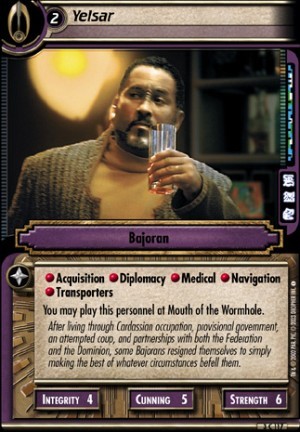 2
Yelsar
Bajoran
Acquisition Diplomacy Medical Navigation
Transporters
You may play this personnel at Mouth of the Wormhole.
After living through Cardassian occupation, provisional government,
an attempted coup, and partnerships with both the Federation
and the Dominion, some Bajorans resigned themselves to simply
making the best of whatever circumstances befell them.
INTEGRITY 4 CUNNING 5 STRENGTH 6